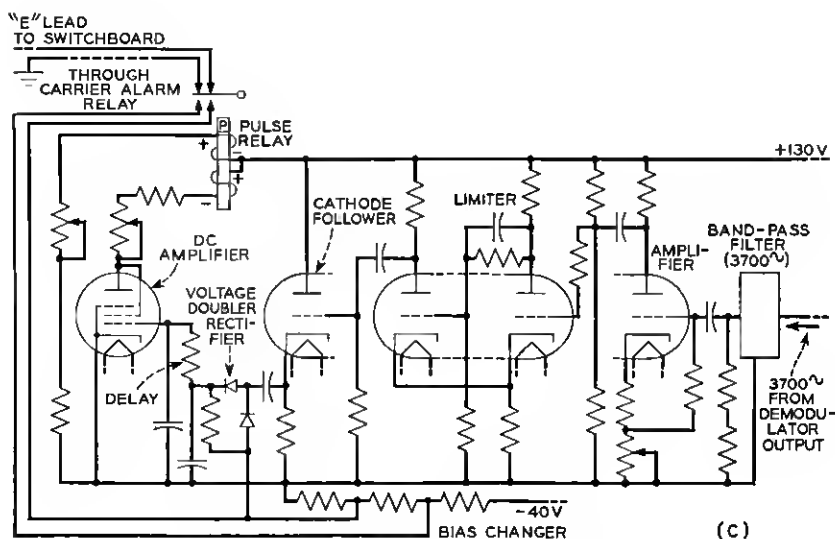 "E" LEAD
TO SWITCHBOARD
THROUGH
CARRIER ALARM
RELAY
P
PULSE
RELAY
+
-
+
-
+130 V
CATHODE
FOLLOWER
LIMITER
BAND-PASS
FILTER
(3700~)
AMPLI-
FIER
DC
AMPLIFIER
VOLTAGE
DOUBLER
RECTI-
FIER
DELAY
3700~
FROM
DEMODU-
LATOR
OUTPUT
-40V
BIAS CHANGER
(C)